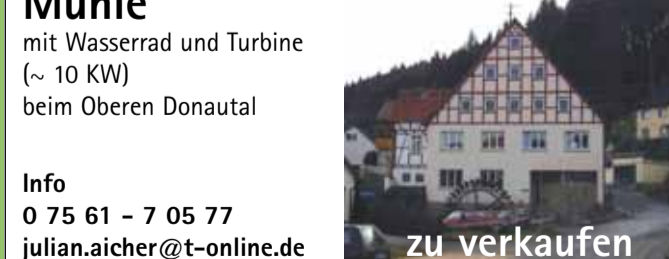 Mühle
mit Wasserrad und Turbine
(~ 10 KW)
beim Oberen Donautal
Info
0 75 61 - 7 05 77
julian.aicher@t-online.de
zu verkaufen